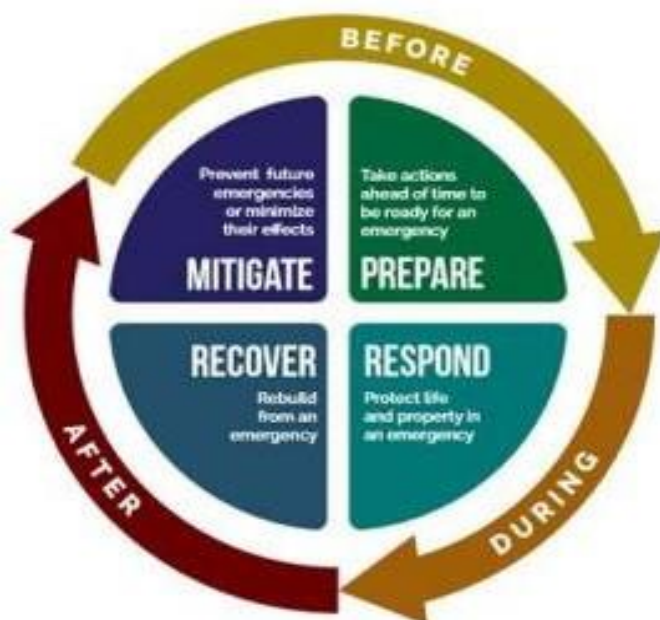 BEFORE
Prevent future
emergencies
or minimize
their effects
MITIGATE
Take actions
ahead of time to
be ready for an
emergency
PREPARE
RECOVER
Rebuild
from an
emergency
RESPOND
Protect life
and property in
an emergency
AFTER
DURING